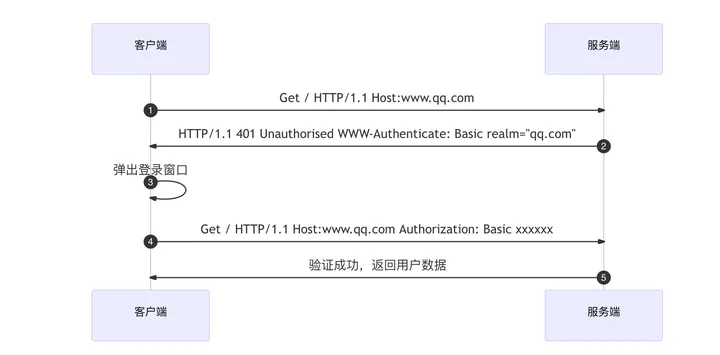 客户端
服务端
Get / HTTP/1.1 Host:www.qq.com
1
HTTP/1.1 401 Unauthorised WWW-Authenticate: Basic realm="qq.com"
2
弹出登录窗口
3
Get / HTTP/1.1 Host:www.qq.com Authorization: Basic xxxxxx
4
验证成功，返回用户数据
5
客户端
服务端